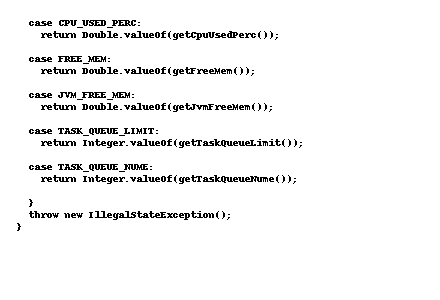 case CPU_USED_PERC:
return Double.valueOf(getCpuUsedPerc());
case FREE_MEM:
return Double.valueOf(getFreeMem());
case JVM_FREE_MEM:
return Double.valueOf(getJvmFreeMem());
case TASK_QUEUE_LIMIT:
return Integer.valueOf(getTaskQueueLimit());
case TASK_QUEUE_NUME:
return Integer.valueOf(getTaskQueueNume());
}
throw new IllegalStateException();
}